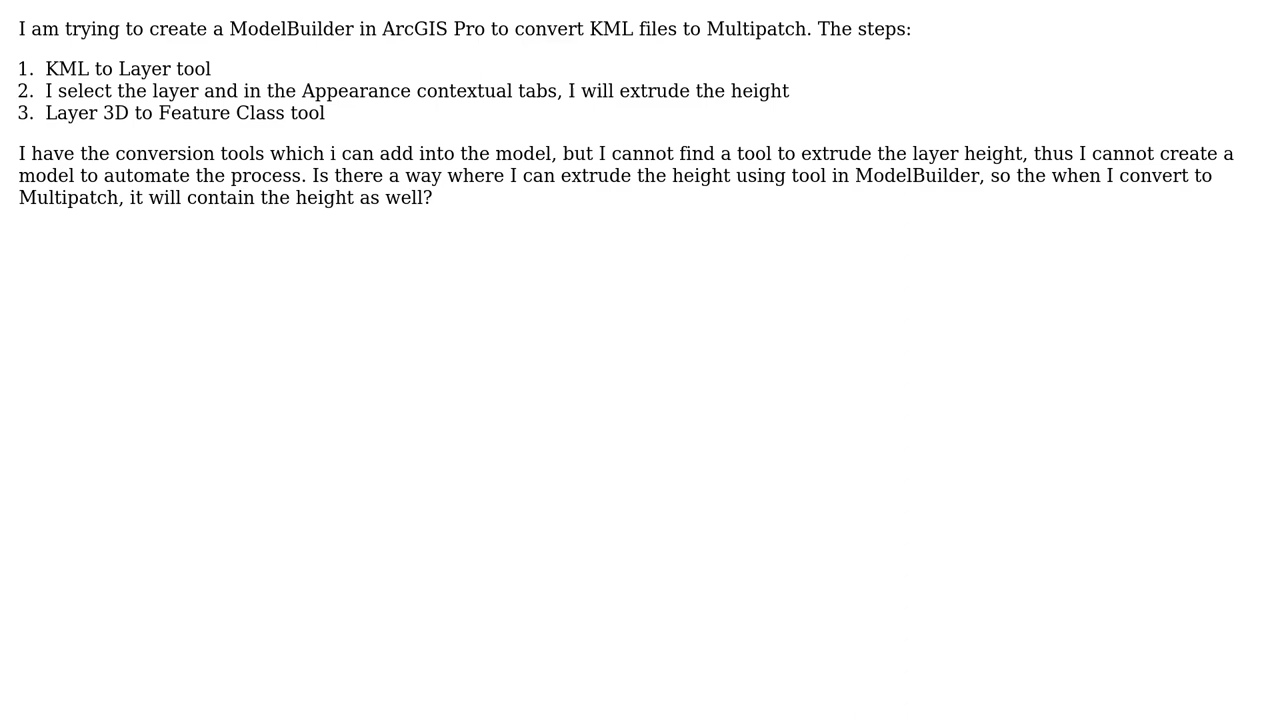 I am trying to create a ModelBuilder in ArcGIS Pro to convert KML files to Multipatch. The steps:
1. KML to Layer tool
2. I select the layer and in the Appearance contextual tabs, I will extrude the height
3. Layer 3D to Feature Class tool
I have the conversion tools which i can add into the model, but I cannot find a tool to extrude the layer height, thus I cannot create a
model to automate the process. Is there a way where I can extrude the height using tool in ModelBuilder, so the when I convert to
Multipatch, it will contain the height as well?